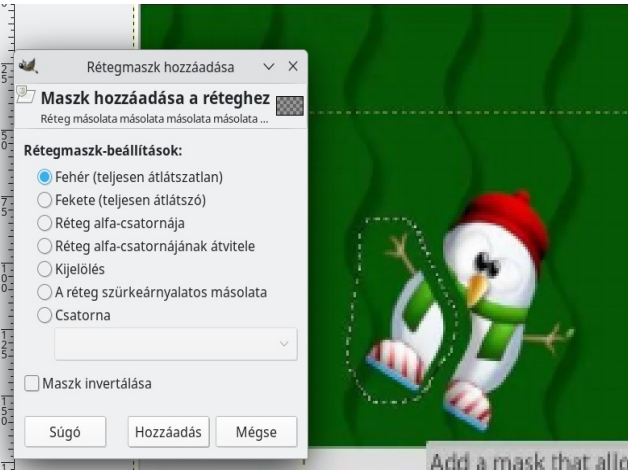 Rétegmaszk hozzáadása
Maszk hozzáadása a réteghez
Réteg másolata másolata másolata másolata ...
Rétegmaszk-beállítások:
Fehér (teljesen átlátszatlan)
Fekete (teljesen átlátszó)
Réteg alfa-csatornája
Réteg alfa-csatornájának átvitele
Kijelölés
A réteg szürkeárnyalatos másolata
Csatorna
Maszk invertálása
Súgó
Hozzáadás
Mégse
Add a mask that allo